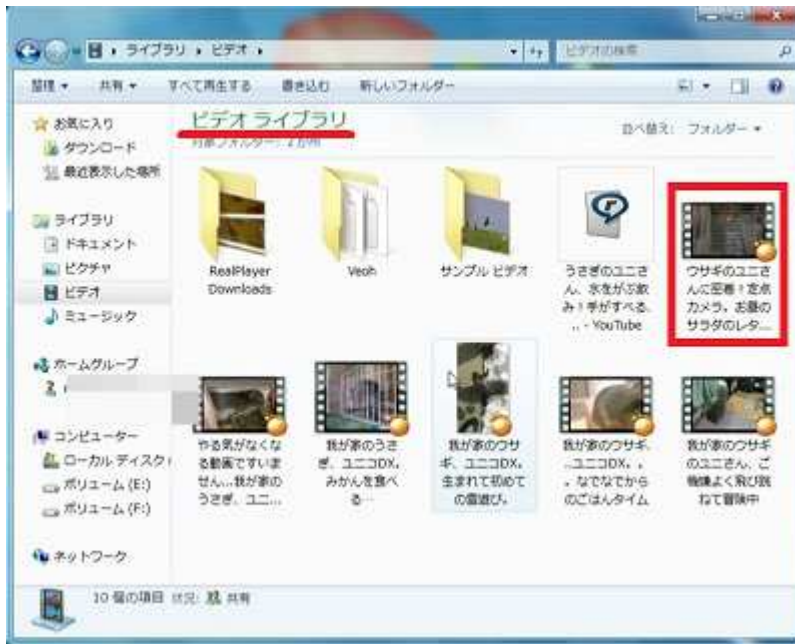 ライブラリ ▸ ビデオ ▸
ビデオの検索
整理 ▼ 共有 ▼ すべて再生する 書き込む 新しいフォルダー
お気に入り
ダウンロード
最近表示した場所
ライブラリ
ドキュメント
ピクチャ
ビデオ
ミュージック
ホームグループ
コンピューター
ローカル ディスク
ボリューム (E:)
ボリューム (F:)
ネットワーク
ビデオ ライブラリ
並べ替え: フォルダー ▼
RealPlayer
Downloads
Veoh
サンプル ビデオ
うさぎのユニさ
ん、水をがぶ飲
み!手がすべる.
.. - YouTube
ウサギのユニさ
んに密着!定点
カメラ。お昼の
サラダのレタ...
やる気がなくな
る動画ですいま
せん...我が家の
うさぎ、ユニ...
我が家のうさ
ぎ、ユニコDX。
みかんを食べ
る…
我が家のウサ
ギ、ユニコDX。
生まれて初めて
の雪遊び。
我が家のウサギ.
..ユニコDX。.
. なでなでから
のごはんタイム
我が家のウサギ
のユニさん、ご
機嫌よく飛び跳
ねて冒険中
10 個の項目 状況: 共有